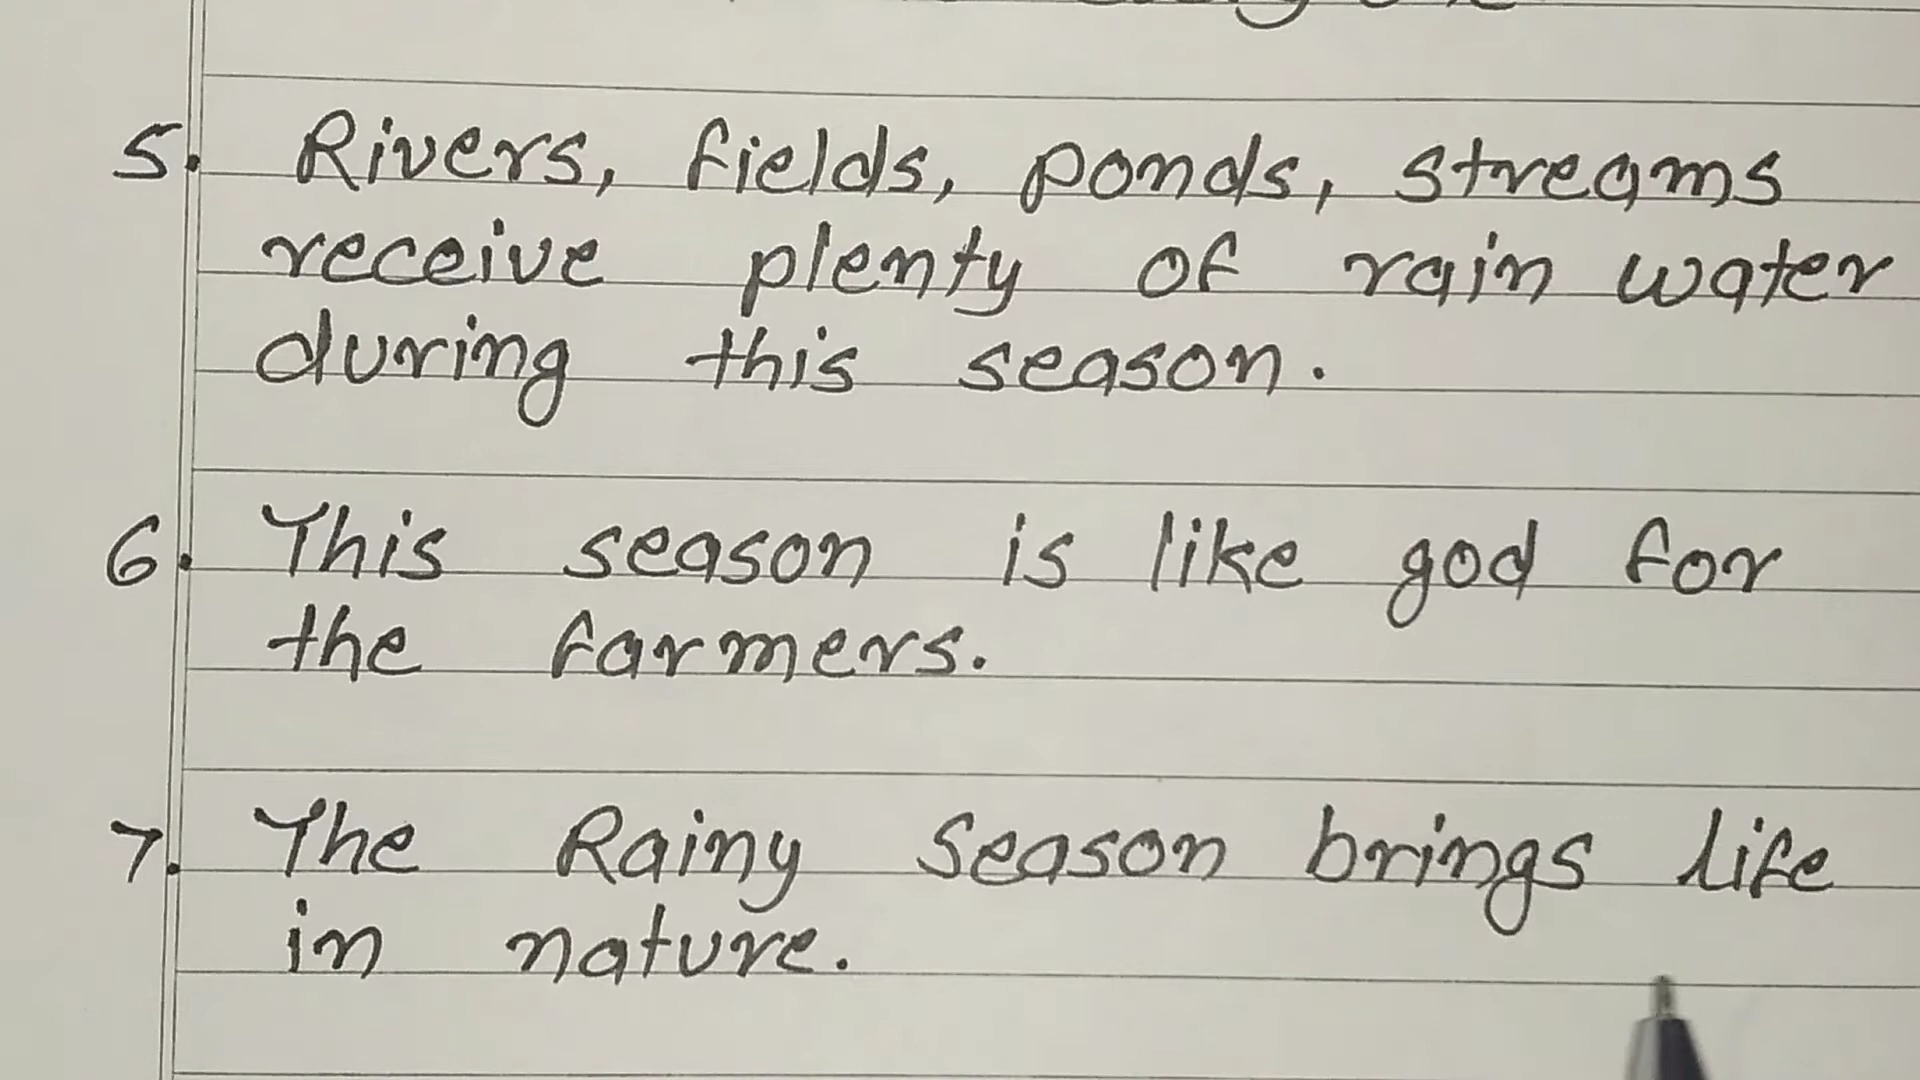 5. Rivers, fields, ponds, streams
receive plenty of rain water
during this season.
6. This season is like god for
the farmers.
7. The Rainy Season brings life
in nature.